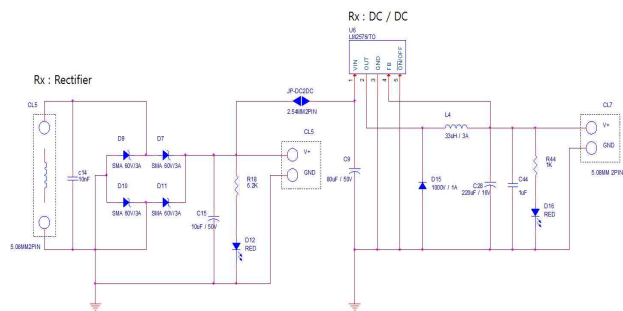 Rx : DC / DC
U6
LM2576/TO
VIN
OUT
GND
FB
ON/OFF
1
2
3
4
5
Rx : Rectifier
CL6
JP-DC2DC
2.54MM2PIN
L4
33uH / 3A
CL7
V+
GND
5.08MM 2PIN
D9
SMA 60V/3A
D7
SMA 60V/3A
CL5
V+
GND
c14
10nF
R18
6.2K
C9
80uF / 50V
D15
1000V / 1A
C28
220uF / 16V
C44
1uF
R44
1K
D10
SMA 60V/3A
D11
SMA 60V/3A
C15
10uF / 50V
D12
RED
D16
RED
5.08MM2PIN